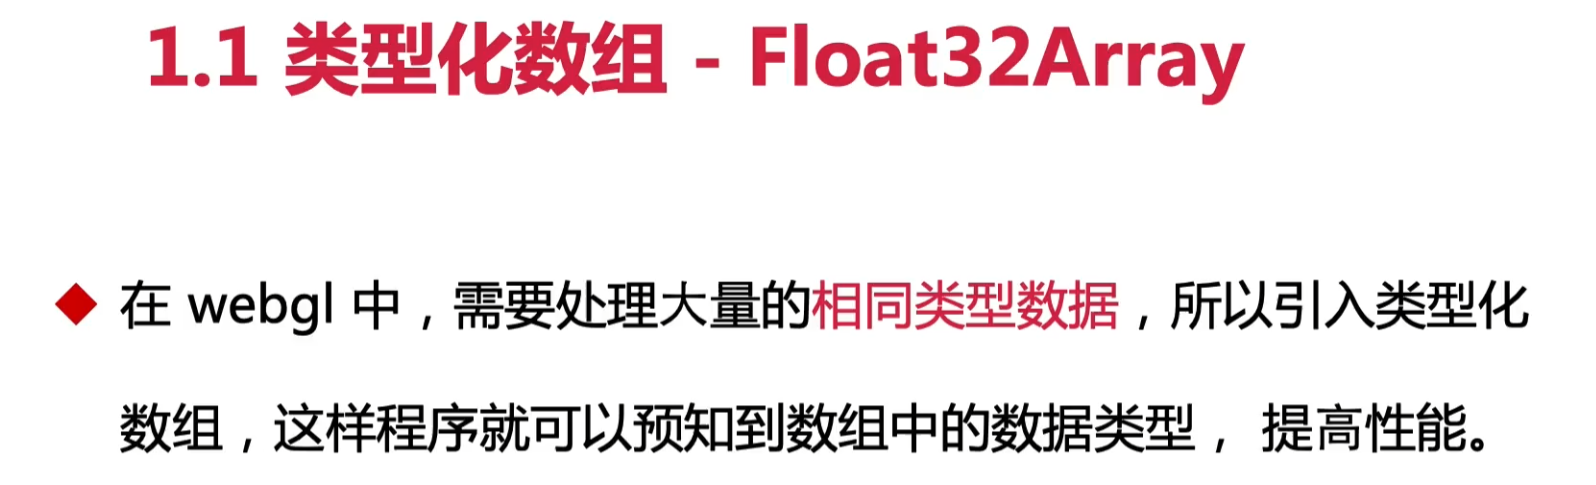 1.1 类型化数组 - Float32Array
◆ 在 webgl 中，需要处理大量的相同类型数据，所以引入类型化
数组，这样程序就可以预知到数组中的数据类型， 提高性能。